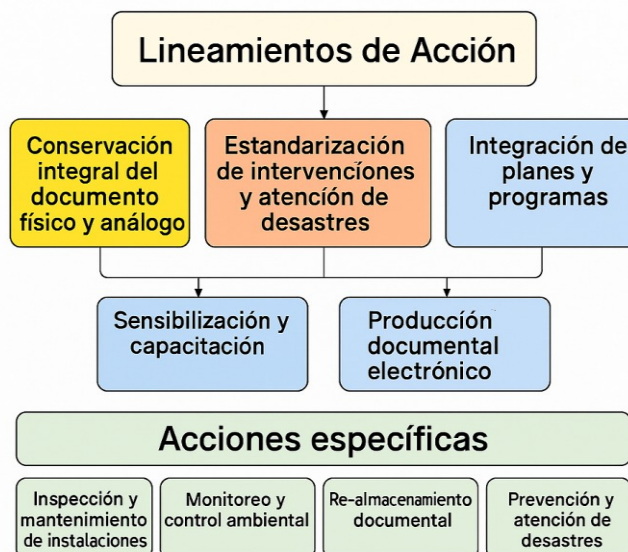 Lineamientos de Acción
Conservación
integral del
documento
físico y análogo
Estandarización
de intervenciones
y atención de
desastres
Integración de
planes y
programas
Sensibilización y
capacitación
Producción
documental
electrónico
Acciones específicas
Inspección y
mantenimiento
de instalaciones
Monitoreo y
control ambiental
Re-almacenamiento
documental
Prevención y
atención de
desastres